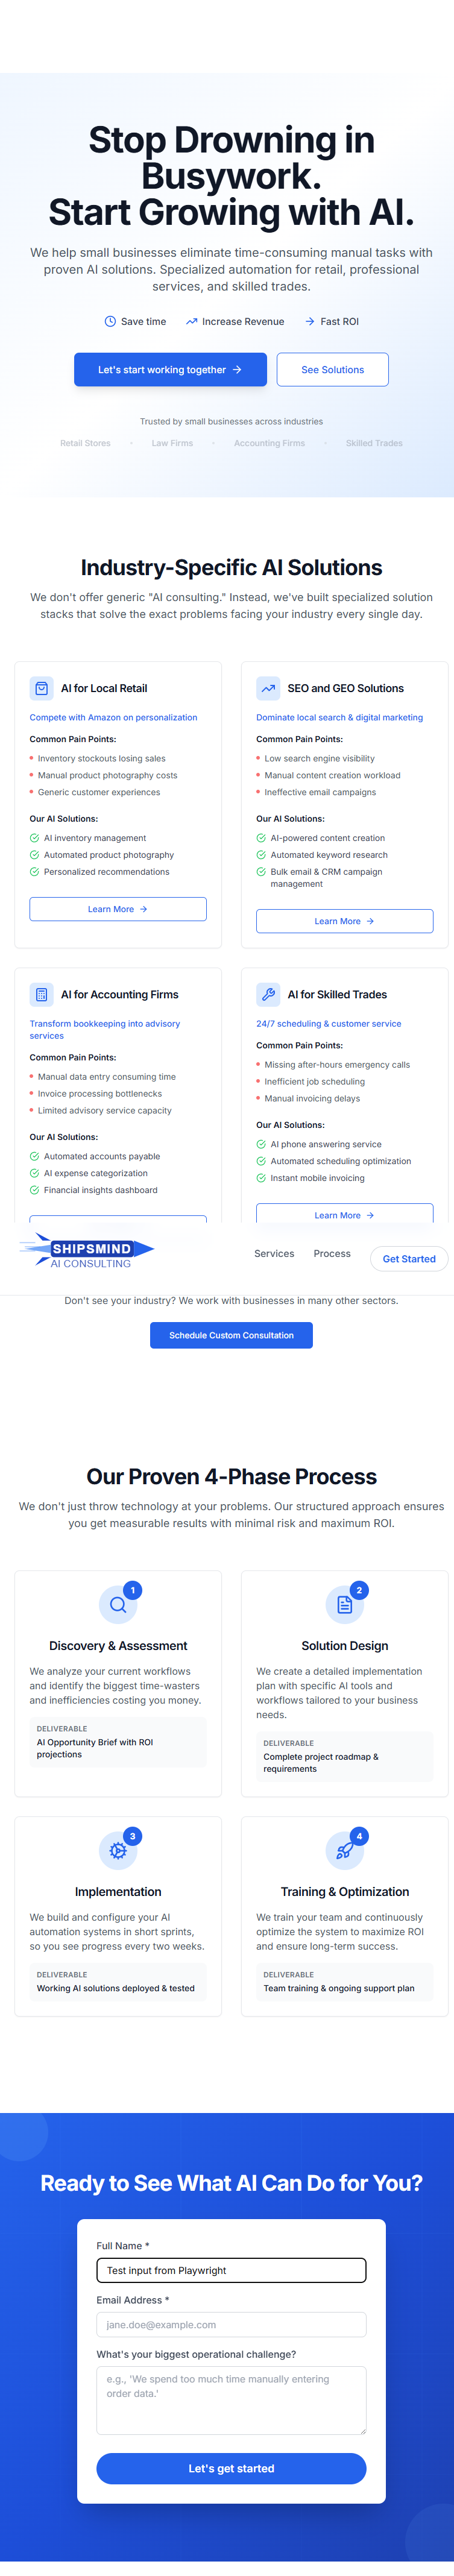 Stop Drowning in
Busywork.
Start Growing with AI.
We help small businesses eliminate time-consuming manual tasks with
proven AI solutions. Specialized automation for retail, professional
services, and skilled trades.
Save time
Increase Revenue
Fast ROI
Let's start working together
See Solutions
Trusted by small businesses across industries
Retail Stores • Law Firms • Accounting Firms • Skilled Trades
Industry-Specific AI Solutions
We don't offer generic "AI consulting." Instead, we've built specialized solution
stacks that solve the exact problems facing your industry every single day.
AI for Local Retail
Compete with Amazon on personalization
Common Pain Points:
Inventory stockouts losing sales
Manual product photography costs
Generic customer experiences
Our AI Solutions:
AI inventory management
Automated product photography
Personalized recommendations
Learn More
SEO and GEO Solutions
Dominate local search & digital marketing
Common Pain Points:
Low search engine visibility
Manual content creation workload
Ineffective email campaigns
Our AI Solutions:
AI-powered content creation
Automated keyword research
Bulk email & CRM campaign
management
Learn More
AI for Accounting Firms
Transform bookkeeping into advisory
services
Common Pain Points:
Manual data entry consuming time
Invoice processing bottlenecks
Limited advisory service capacity
Our AI Solutions:
Automated accounts payable
AI expense categorization
Financial insights dashboard
AI for Skilled Trades
24/7 scheduling & customer service
Common Pain Points:
Missing after-hours emergency calls
Inefficient job scheduling
Manual invoicing delays
Our AI Solutions:
AI phone answering service
Automated scheduling optimization
Instant mobile invoicing
Learn More
SHIPSMIND
AI CONSULTING
Services
Process
Get Started
Don't see your industry? We work with businesses in many other sectors.
Schedule Custom Consultation
Our Proven 4-Phase Process
We don't just throw technology at your problems. Our structured approach ensures
you get measurable results with minimal risk and maximum ROI.
1
Discovery & Assessment
We analyze your current workflows
and identify the biggest time-wasters
and inefficiencies costing you money.
DELIVERABLE
AI Opportunity Brief with ROI
projections
2
Solution Design
We create a detailed implementation
plan with specific AI tools and
workflows tailored to your business
needs.
DELIVERABLE
Complete project roadmap &
requirements
3
Implementation
We build and configure your AI
automation systems in short sprints,
so you see progress every two weeks.
DELIVERABLE
Working AI solutions deployed & tested
4
Training & Optimization
We train your team and continuously
optimize the system to maximize ROI
and ensure long-term success.
DELIVERABLE
Team training & ongoing support plan
Ready to See What AI Can Do for You?
Full Name *
Test input from Playwright
Email Address *
jane.doe@example.com
What's your biggest operational challenge?
e.g., 'We spend too much time manually entering
order data.'
Let's get started